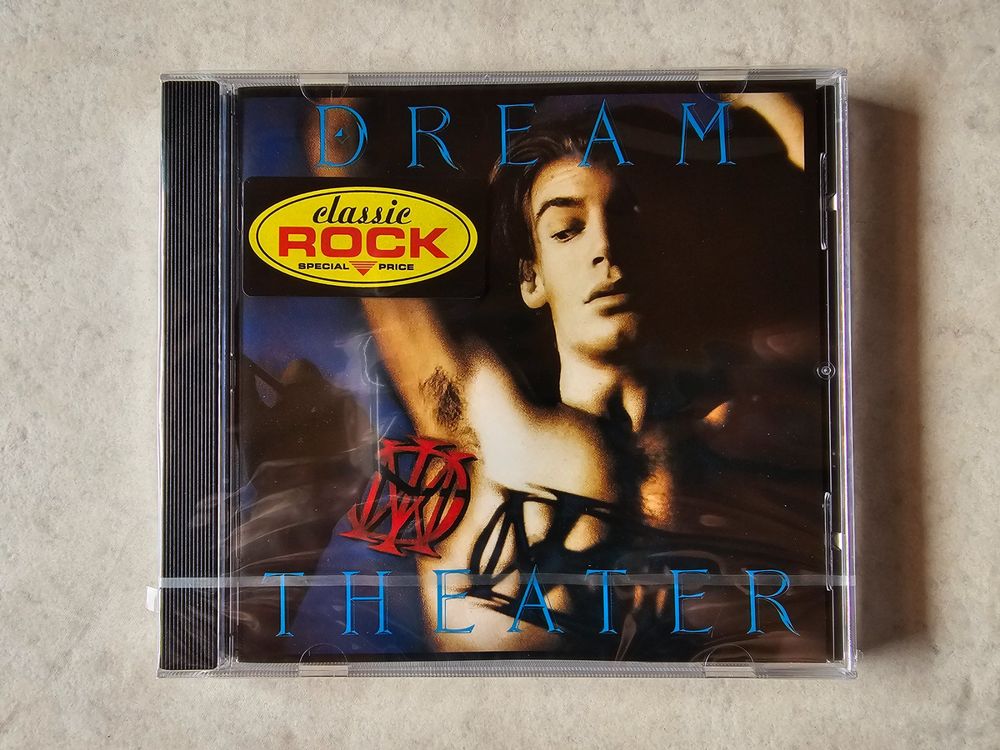 DREAM
classic
ROCK
SPECIAL PRICE
THEATER